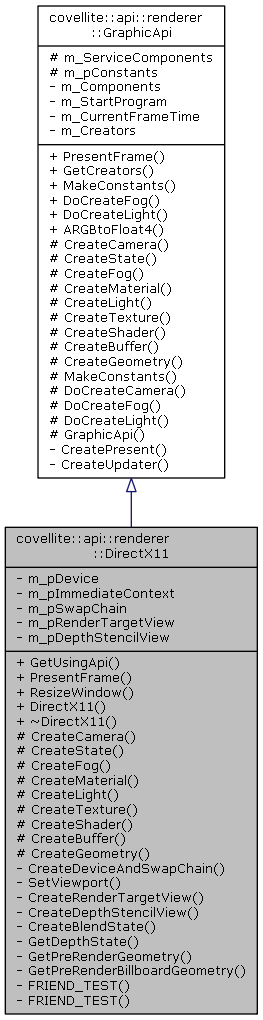 covellite::api::renderer
::GraphicApi
# m_ServiceComponents
# m_pConstants
- m_Components
- m_StartProgram
- m_CurrentFrameTime
- m_Creators
+ PresentFrame()
+ GetCreators()
+ MakeConstants()
+ DoCreateFog()
+ DoCreateLight()
+ ARGBtoFloat4()
# CreateCamera()
# CreateState()
# CreateFog()
# CreateMaterial()
# CreateLight()
# CreateTexture()
# CreateShader()
# CreateBuffer()
# CreateGeometry()
# MakeConstants()
# DoCreateCamera()
# DoCreateFog()
# DoCreateLight()
# GraphicApi()
- CreatePresent()
- CreateUpdater()
covellite::api::renderer
::DirectX11
- m_pDevice
- m_pImmediateContext
- m_pSwapChain
- m_pRenderTargetView
- m_pDepthStencilView
+ GetUsingApi()
+ PresentFrame()
+ ResizeWindow()
+ DirectX11()
+ ~DirectX11()
# CreateCamera()
# CreateState()
# CreateFog()
# CreateMaterial()
# CreateLight()
# CreateTexture()
# CreateShader()
# CreateBuffer()
# CreateGeometry()
- CreateDeviceAndSwapChain()
- SetViewport()
- CreateRenderTargetView()
- CreateDepthStencilView()
- CreateBlendState()
- GetDepthState()
- GetPreRenderGeometry()
- GetPreRenderBillboardGeometry()
- FRIEND_TEST()
- FRIEND_TEST()